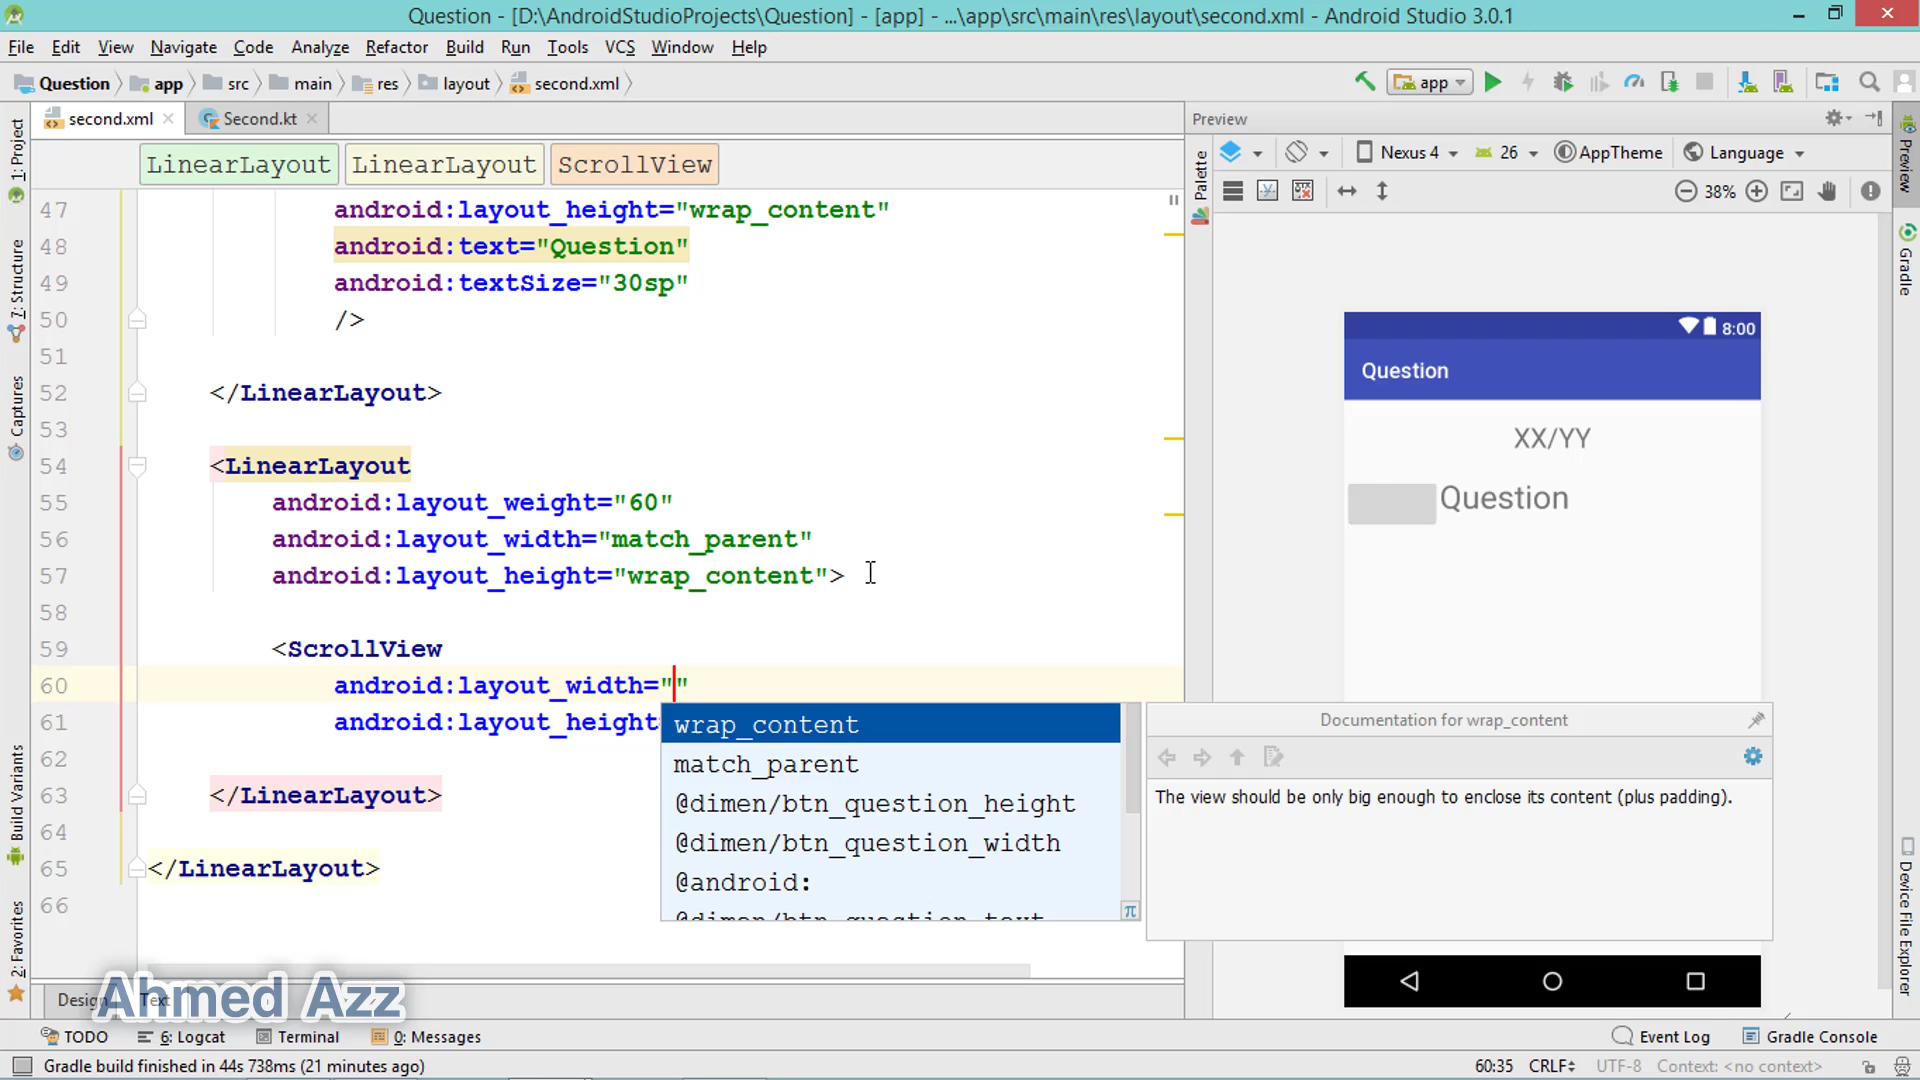 Question - [D:\AndroidStudioProjects\Question] - [app] - ...\app\src\main\res\layout\second.xml - Android Studio 3.0.1
File Edit View Navigate Code Analyze Refactor Build Run Tools VCS Window Help
Question app src main res layout second.xml
app
second.xml Second.kt
Preview
LinearLayout LinearLayout ScrollView
Nexus 4 26 AppTheme Language
38%
47 android:layout_height="wrap_content"
48 android:text="Question"
49 android:textSize="30sp"
50 />
51
52 </LinearLayout>
53
54 <LinearLayout
55 android:layout_weight="60"
56 android:layout_width="match_parent"
57 android:layout_height="wrap_content">
58
59 <ScrollView
60 android:layout_width=""
61 android:layout_height
62
63 </LinearLayout>
64
65 </LinearLayout>
66
wrap_content
match_parent
@dimen/btn_question_height
@dimen/btn_question_width
@android:
@dimen/btn_question_text
π
Documentation for wrap_content
The view should be only big enough to enclose its content (plus padding).
8:00
Question
XX/YY
Question
1: Project
7: Structure
Captures
Build Variants
2: Favorites
Palette
Preview
Gradle
Device File Explorer
Design Text
Ahmed Azz
TODO 6: Logcat Terminal 0: Messages Event Log Gradle Console
Gradle build finished in 44s 738ms (21 minutes ago) 60:35 CRLF UTF-8 Context: <no context>